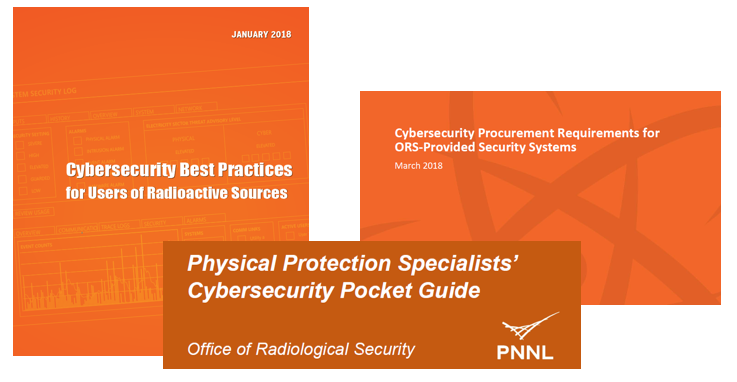 JANUARY 2018
Cybersecurity Best Practices
for Users of Radioactive Sources
Cybersecurity Procurement Requirements for
ORS-Provided Security Systems
March 2018
Physical Protection Specialists'
Cybersecurity Pocket Guide
Office of Radiological Security
PNNL